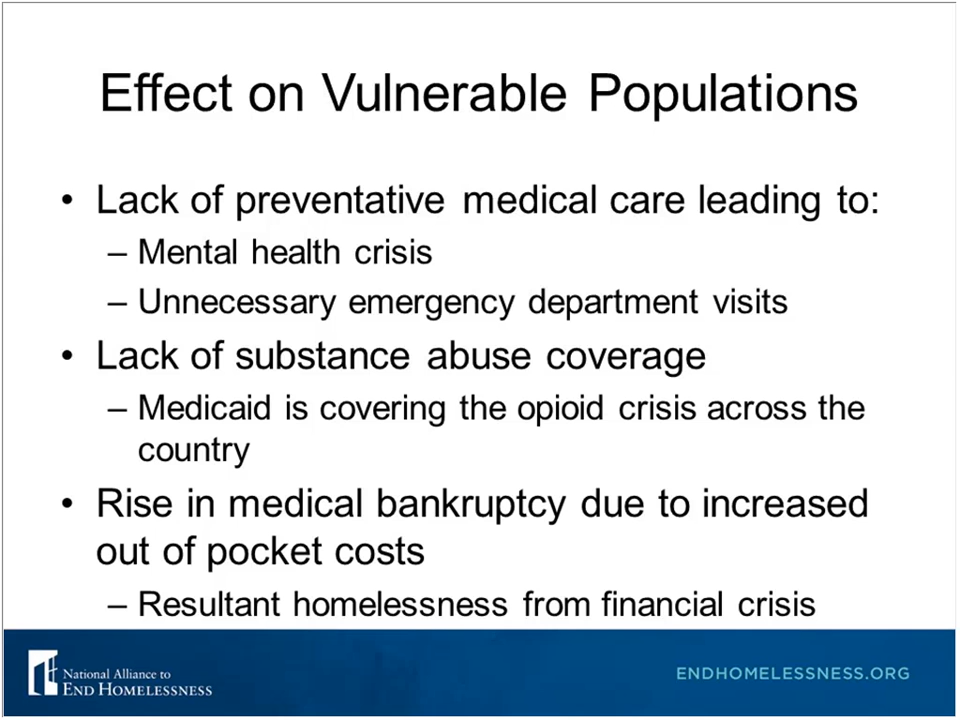 Effect on Vulnerable Populations
• Lack of preventative medical care leading to:
– Mental health crisis
– Unnecessary emergency department visits
• Lack of substance abuse coverage
– Medicaid is covering the opioid crisis across the
country
• Rise in medical bankruptcy due to increased
out of pocket costs
– Resultant homelessness from financial crisis
National Alliance to
END HOMELESSNESS
ENDHOMELESSNESS.ORG